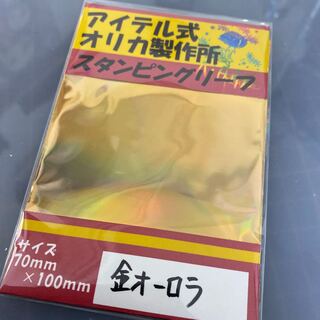 アイテル式
オリカ製作所
スタンピングリーフ
サイズ
70mm
×100mm
金オーロラ